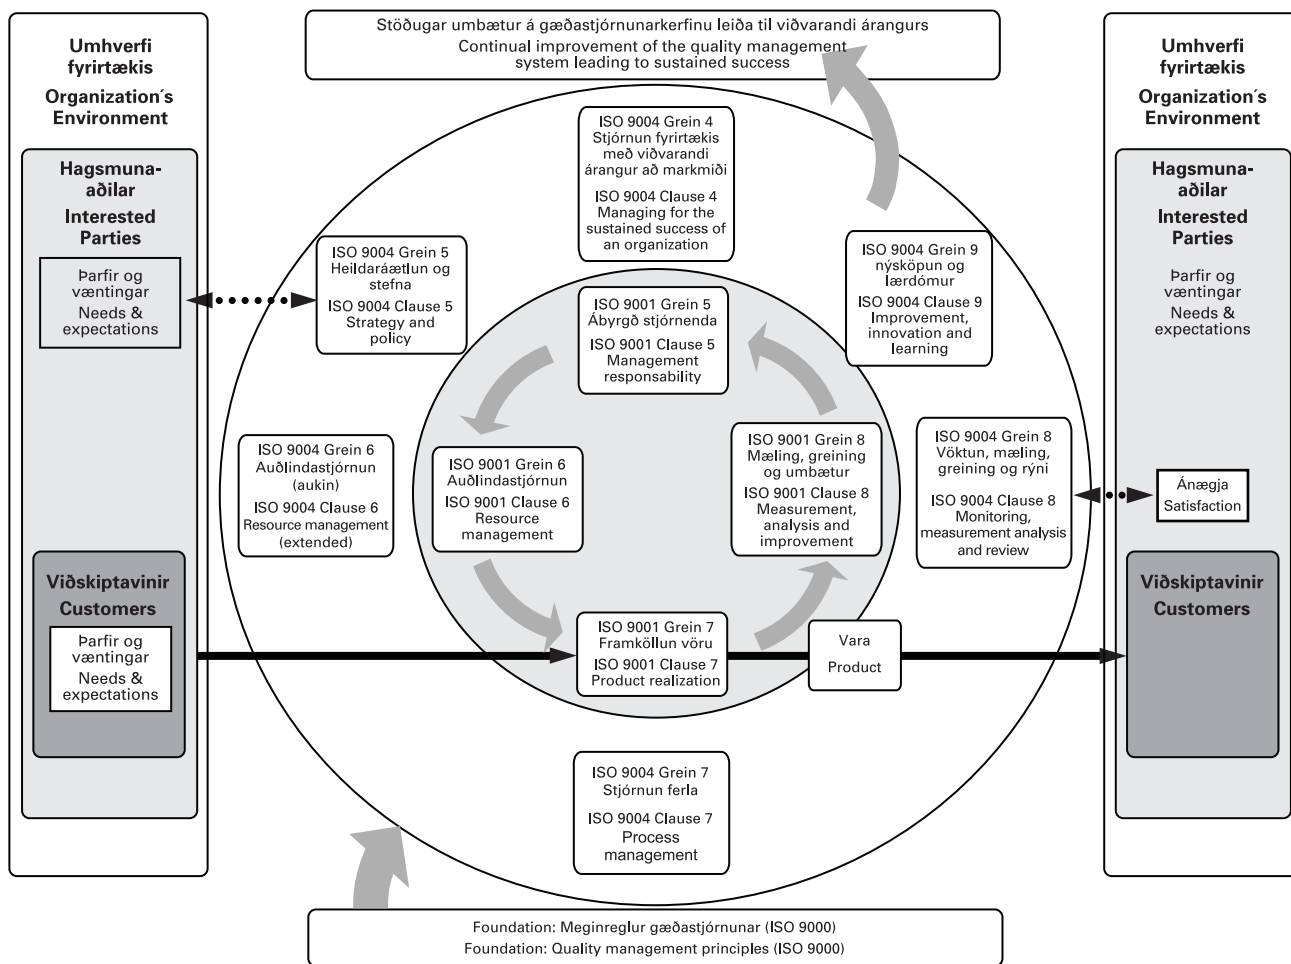 Stöðugar umbætur á gæðastjórnunarkerfinu leiða til viðvarandi árangurs
Continual improvement of the quality management
system leading to sustained success
Umhverfi
fyrirtækis
Organization´s
Environment
Hagsmuna-
aðilar
Interested
Parties
Þarfir og
væntingar
Needs &
expectations
Viðskiptavinir
Customers
Þarfir og
væntingar
Needs &
expectations
ISO 9004 Grein 4
Stjórnun fyrirtækis
með viðvarandi
árangur að markmiði
ISO 9004 Clause 4
Managing for the
sustained success of
an organization
ISO 9004 Grein 5
Heildaráætlun og
stefna
ISO 9004 Clause 5
Strategy and
policy
ISO 9004 Grein 9
nýsköpun og
lærdómur
ISO 9004 Clause 9
Improvement,
innovation and
learning
ISO 9001 Grein 5
Ábyrgð stjórnenda
ISO 9001 Clause 5
Management
responsability
ISO 9004 Grein 6
Auðlindastjórnun
(aukin)
ISO 9004 Clause 6
Resource management
(extended)
ISO 9001 Grein 6
Auðlindastjórnun
ISO 9001 Clause 6
Resource
management
ISO 9001 Grein 8
Mæling, greining
og umbætur
ISO 9001 Clause 8
Measurement,
analysis and
improvement
ISO 9004 Grein 8
Vöktun, mæling,
greining og rýni
ISO 9004 Clause 8
Monitoring,
measurement analysis
and review
ISO 9001 Grein 7
Framköllun vöru
ISO 9001 Clause 7
Product realization
Vara
Product
ISO 9004 Grein 7
Stjórnun ferla
ISO 9004 Clause 7
Process
management
Umhverfi
fyrirtækis
Organization´s
Environment
Hagsmuna-
aðilar
Interested
Parties
Þarfir og
væntingar
Needs &
expectations
Ánægja
Satisfaction
Viðskiptavinir
Customers
Foundation: Meginreglur gæðastjórnunar (ISO 9000)
Foundation: Quality management principles (ISO 9000)